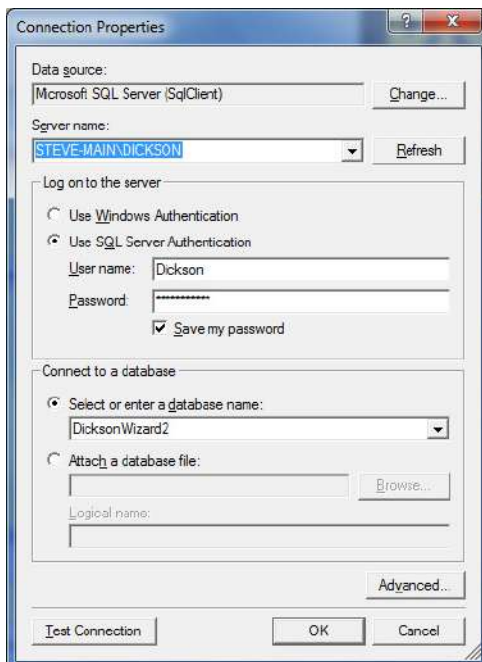 Connection Properties
Data source:
Microsoft SQL Server (SqlClient)
Change...
Server name:
STEVE-MAIN\DICKSON
Refresh
Log on to the server
Use Windows Authentication
Use SQL Server Authentication
User name:
Dickson
Password:
***********
Save my password
Connect to a database
Select or enter a database name:
DicksonWizard2
Attach a database file:
Browse...
Logical name:
Advanced...
Test Connection
OK
Cancel